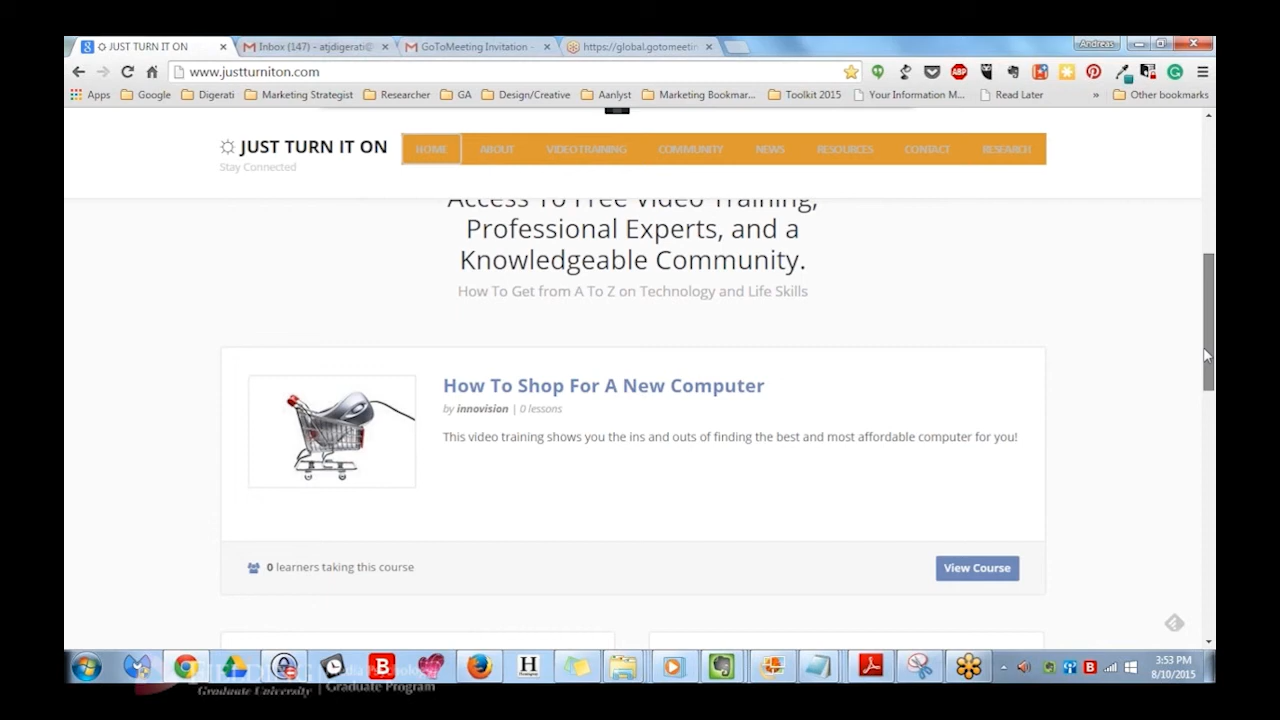 JUST TURN IT ON
Inbox (147) - atjdigerati@
GoToMeeting Invitation -
https://global.gotomeetin
Andreas
www.justturniton.com
Apps
Google
Digerati
Marketing Strategist
Researcher
GA
Design/Creative
Aanlyst
Marketing Bookmar...
Toolkit 2015
Your Information M...
Read Later
»
Other bookmarks
JUST TURN IT ON
Stay Connected
HOME
ABOUT
VIDEO TRAINING
COMMUNITY
NEWS
RESOURCES
CONTACT
RESEARCH
Access To Free Video Training,
Professional Experts, and a
Knowledgeable Community.
How To Get from A To Z on Technology and Life Skills
How To Shop For A New Computer
by innovision | 0 lessons
This video training shows you the ins and outs of finding the best and most affordable computer for you!
0 learners taking this course
View Course
3:53 PM
8/10/2015
Graduate University | Graduate Program